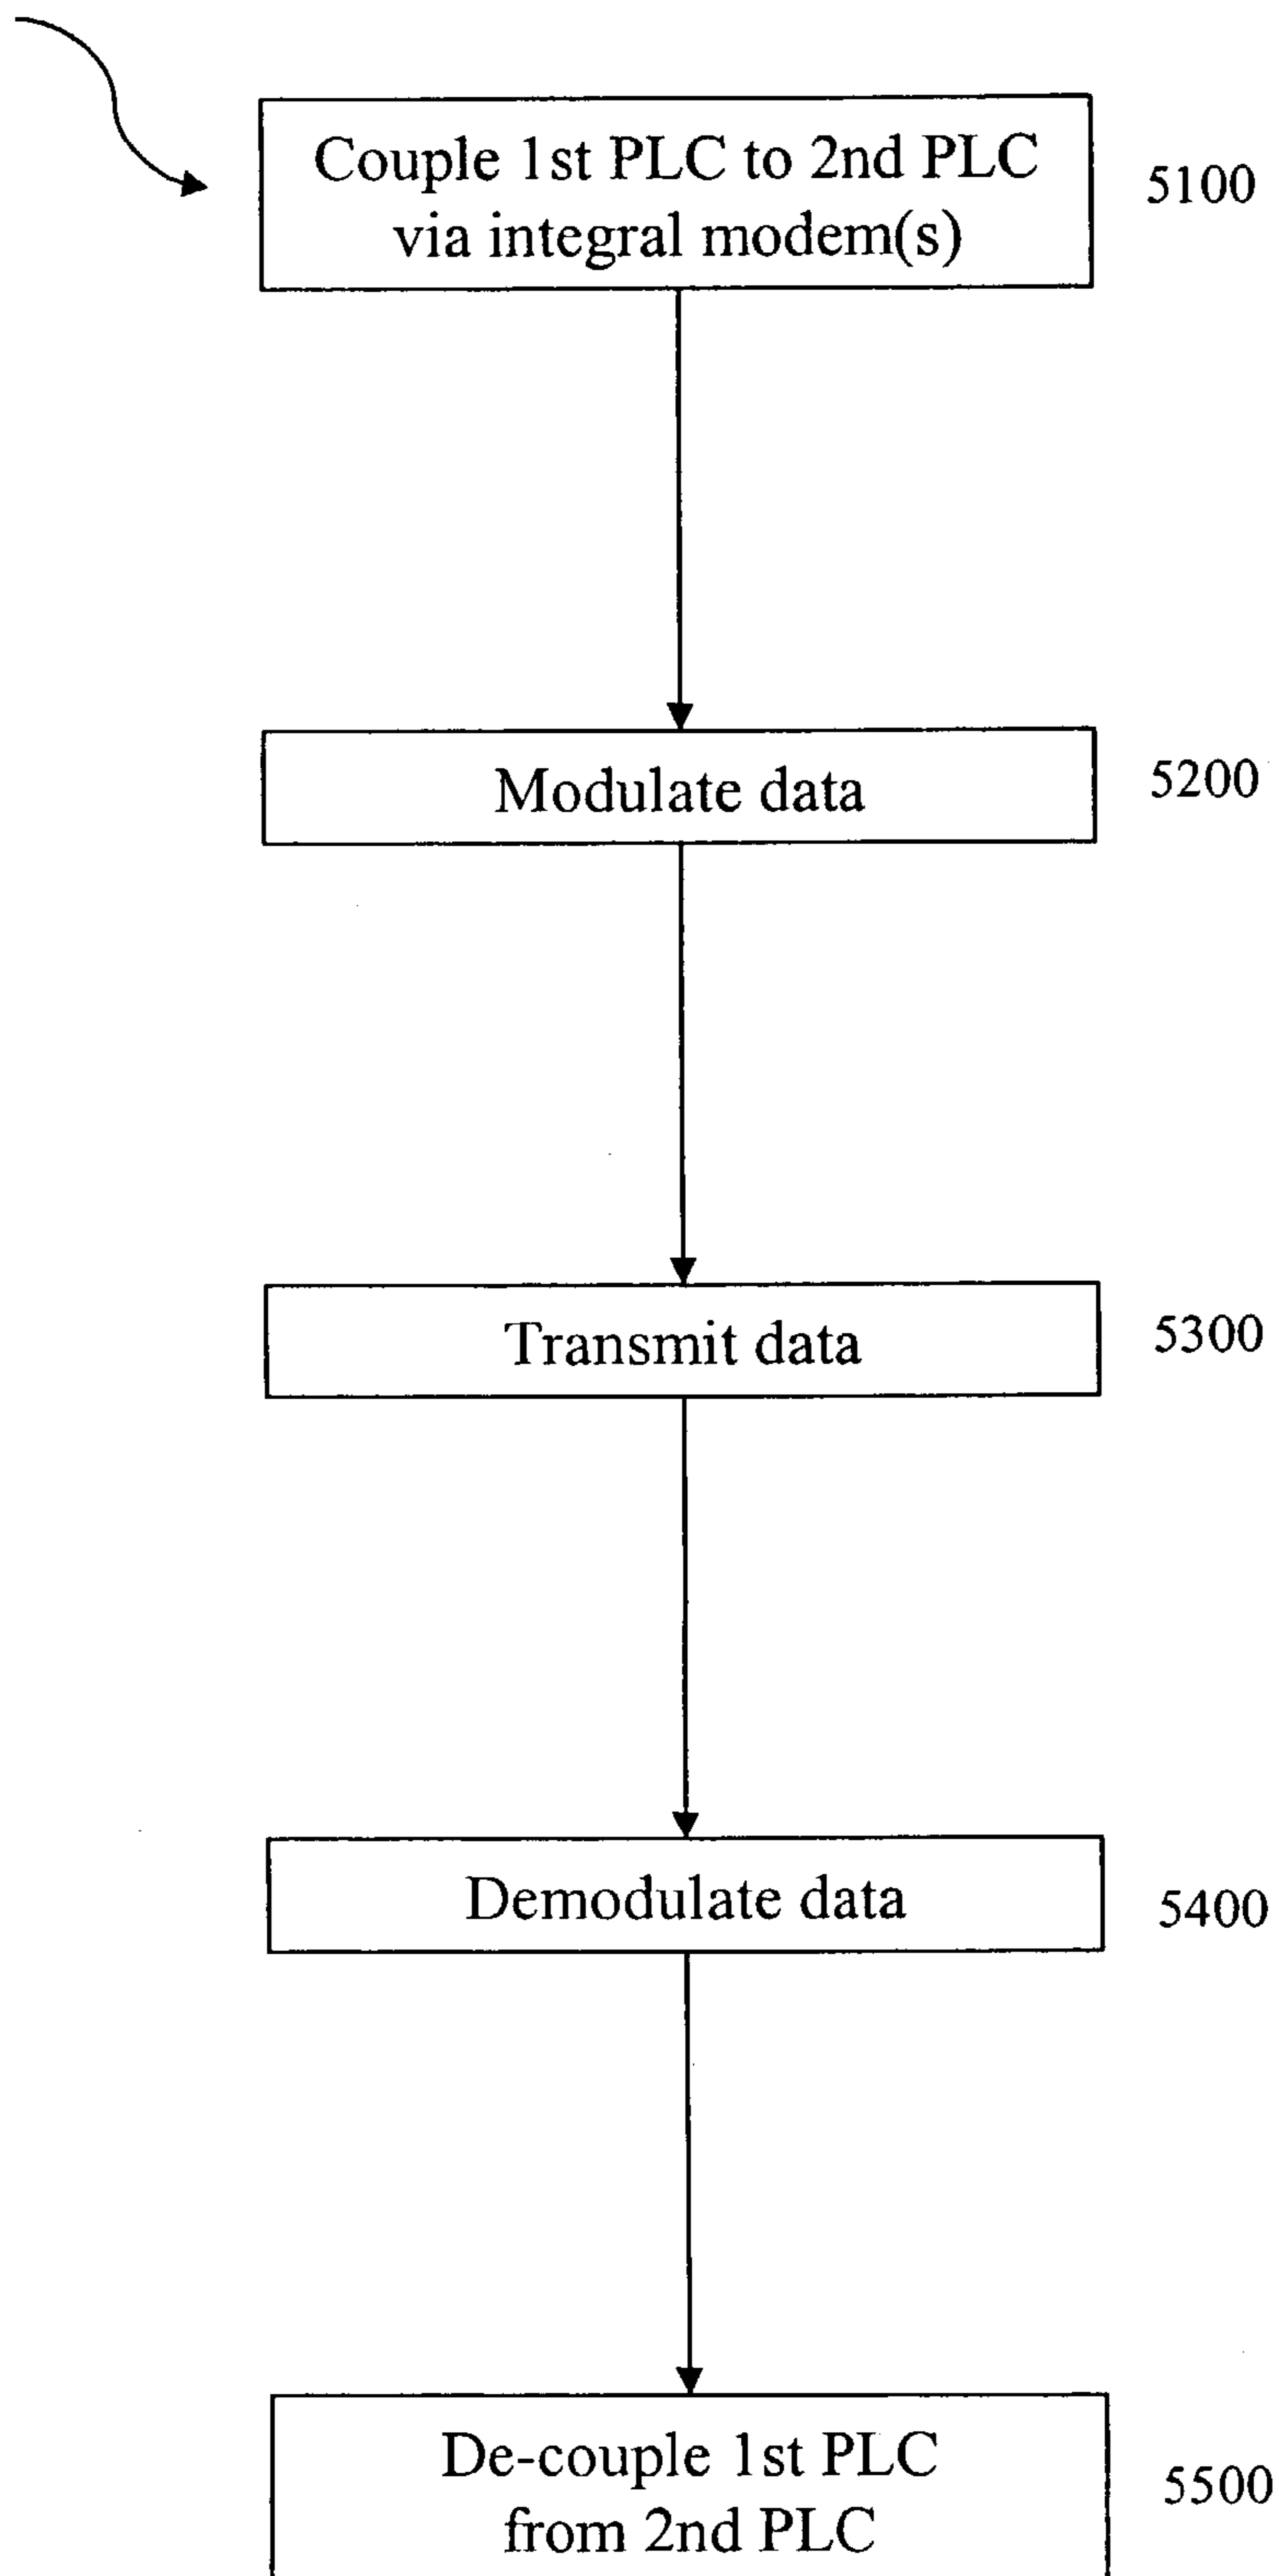 Couple 1st PLC to 2nd PLC
via integral modem(s)
5100
Modulate data
5200
Transmit data
5300
Demodulate data
5400
De-couple 1st PLC
from 2nd PLC
5500